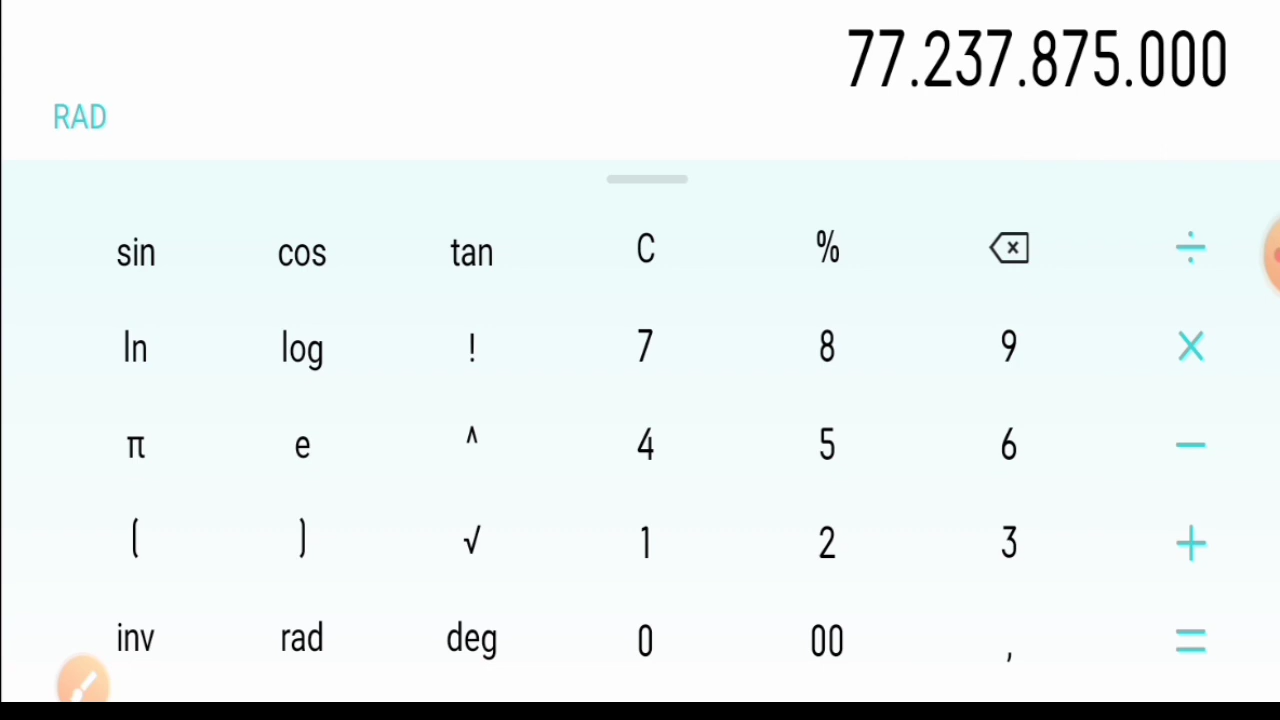 77.237.875.000
RAD
sin cos tan C % ÷
ln log ! 7 8 9 ×
π e ^ 4 5 6 −
( ) √ 1 2 3 +
inv rad deg 0 00 , =